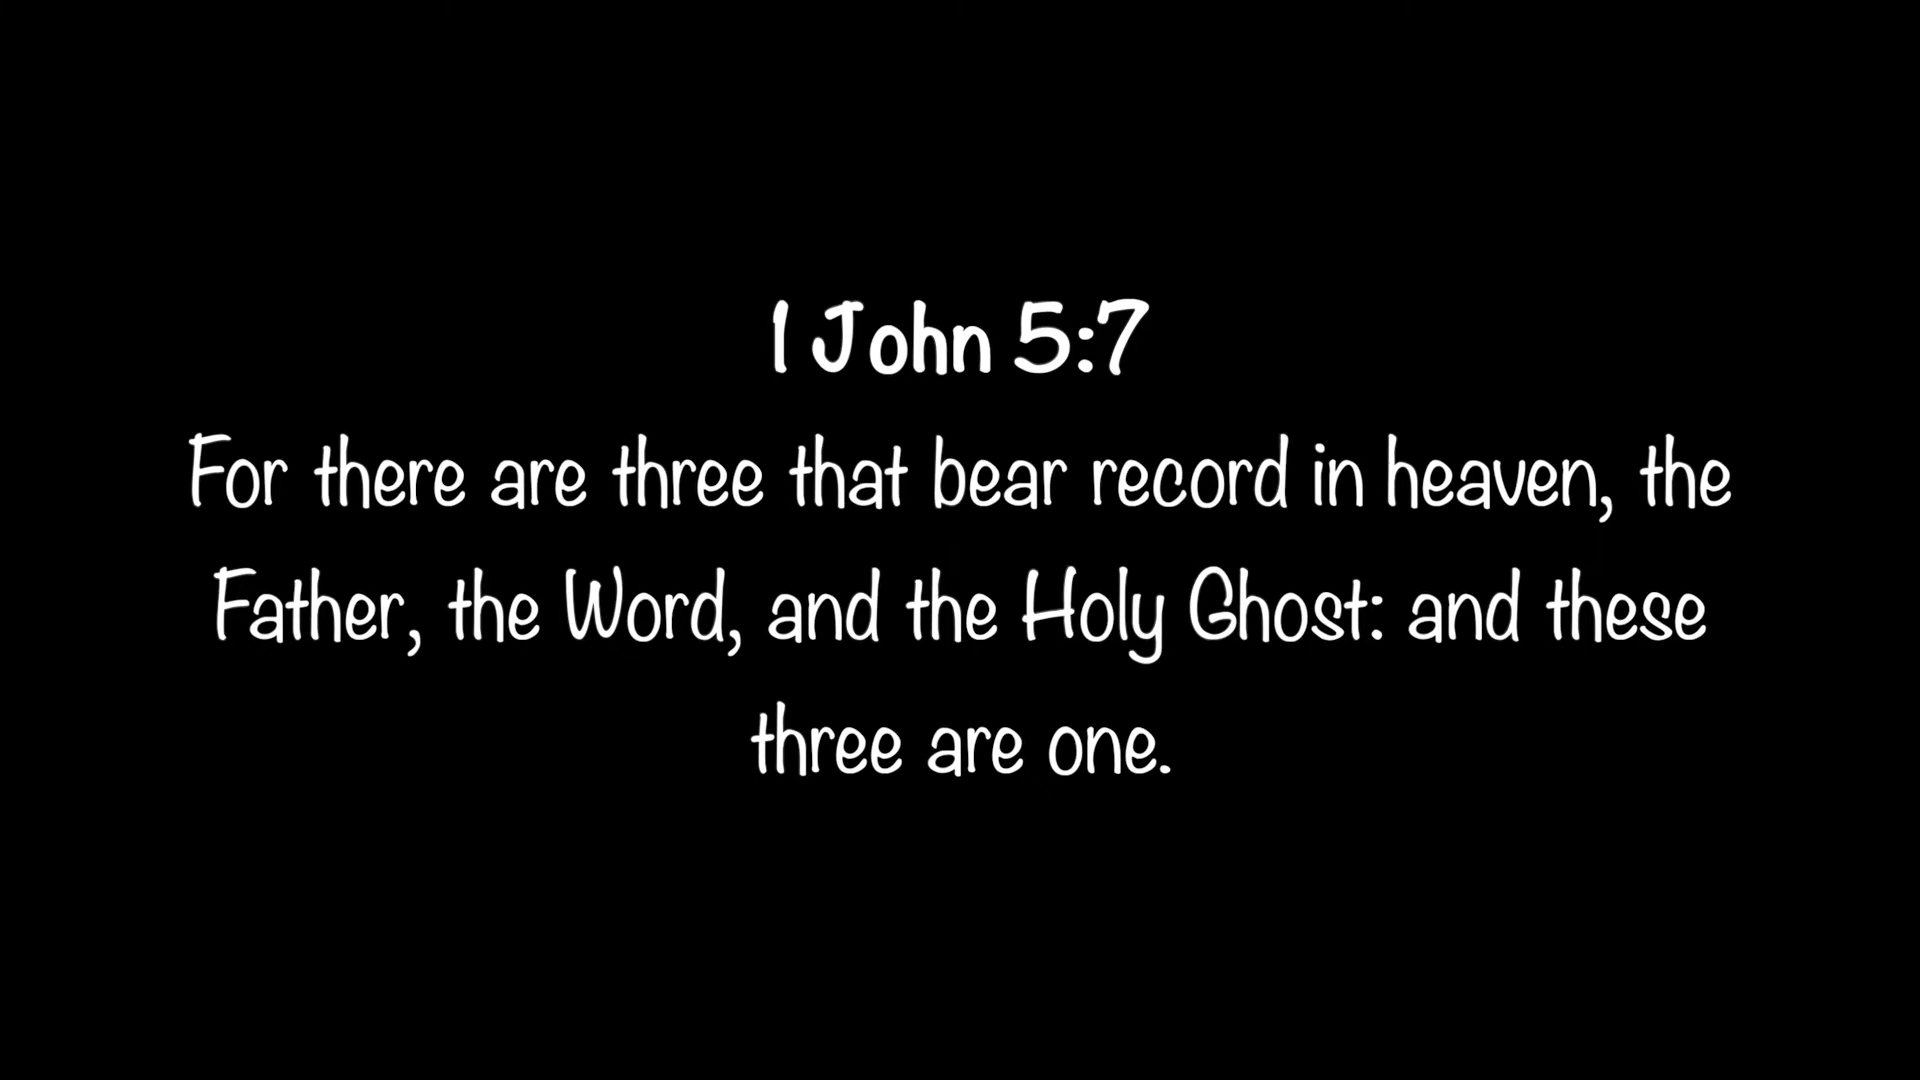 1 John 5:7
For there are three that bear record in heaven, the
Father, the Word, and the Holy Ghost: and these
three are one.